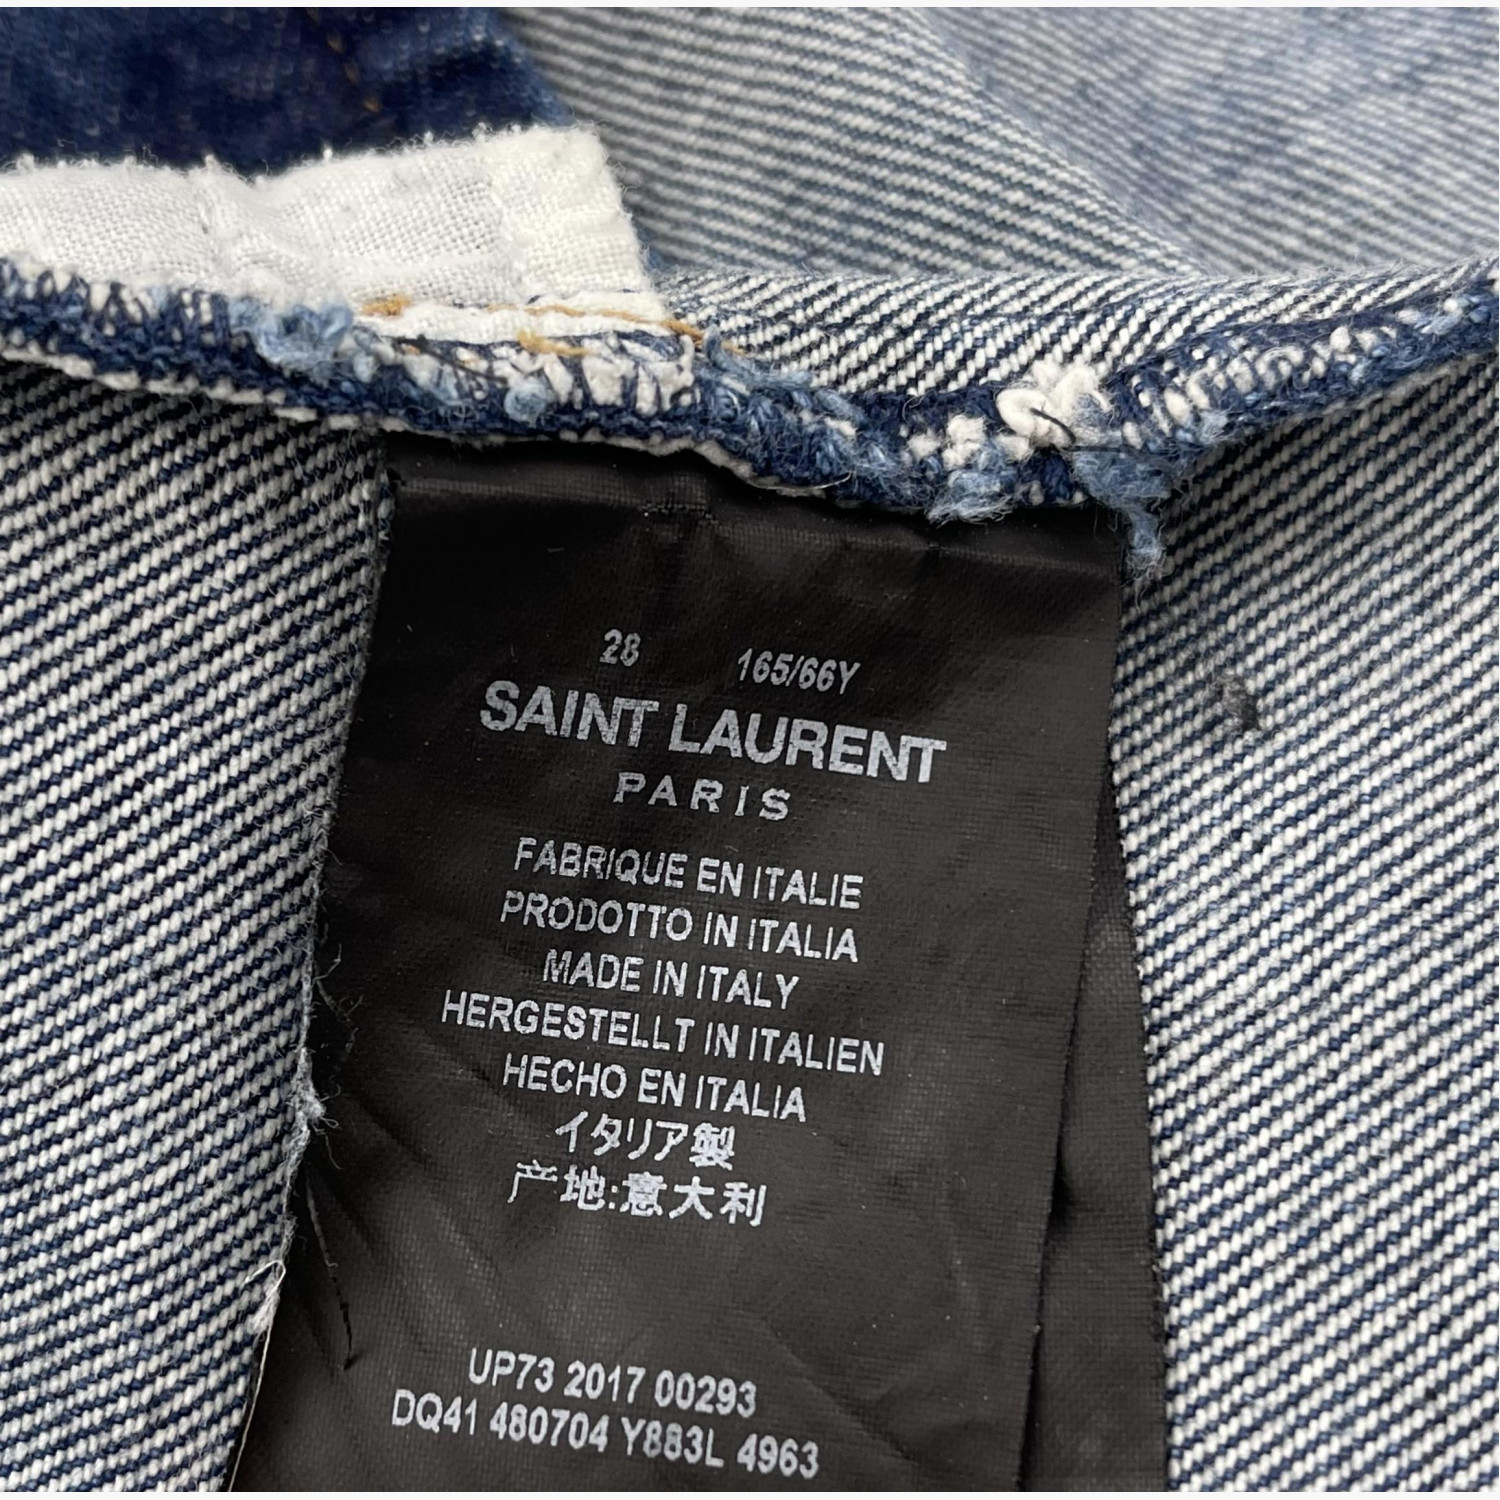 28 165/66Y
SAINT LAURENT
PARIS
FABRIQUE EN ITALIE
PRODOTTO IN ITALIA
MADE IN ITALY
HERGESTELLT IN ITALIEN
HECHO EN ITALIA
イタリア製
产地:意大利
UP73 2017 00293
DQ41 480704 Y883L 4963